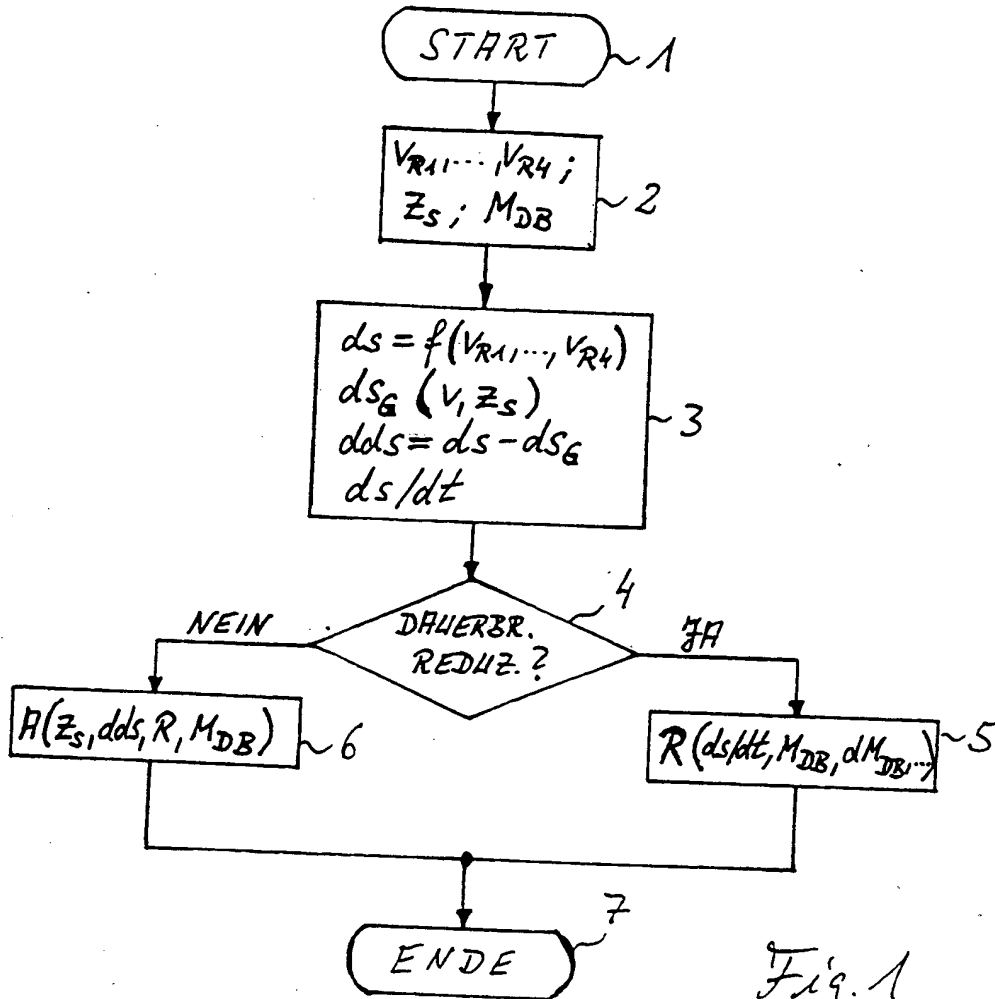 START
1
V_R1, ..., V_R4 ;
Z_S ; M_DB
2
ds = f(V_R1, ..., V_R4)
ds_G (V, Z_S)
dds = ds - ds_G
ds/dt
3
4
NEIN
DAUERBR.
REDUZ. ?
JA
A(Z_S, dds, R, M_DB)
6
R(ds/dt, M_DB, dM_DB, ...)
5
7
ENDE
Fig. 1